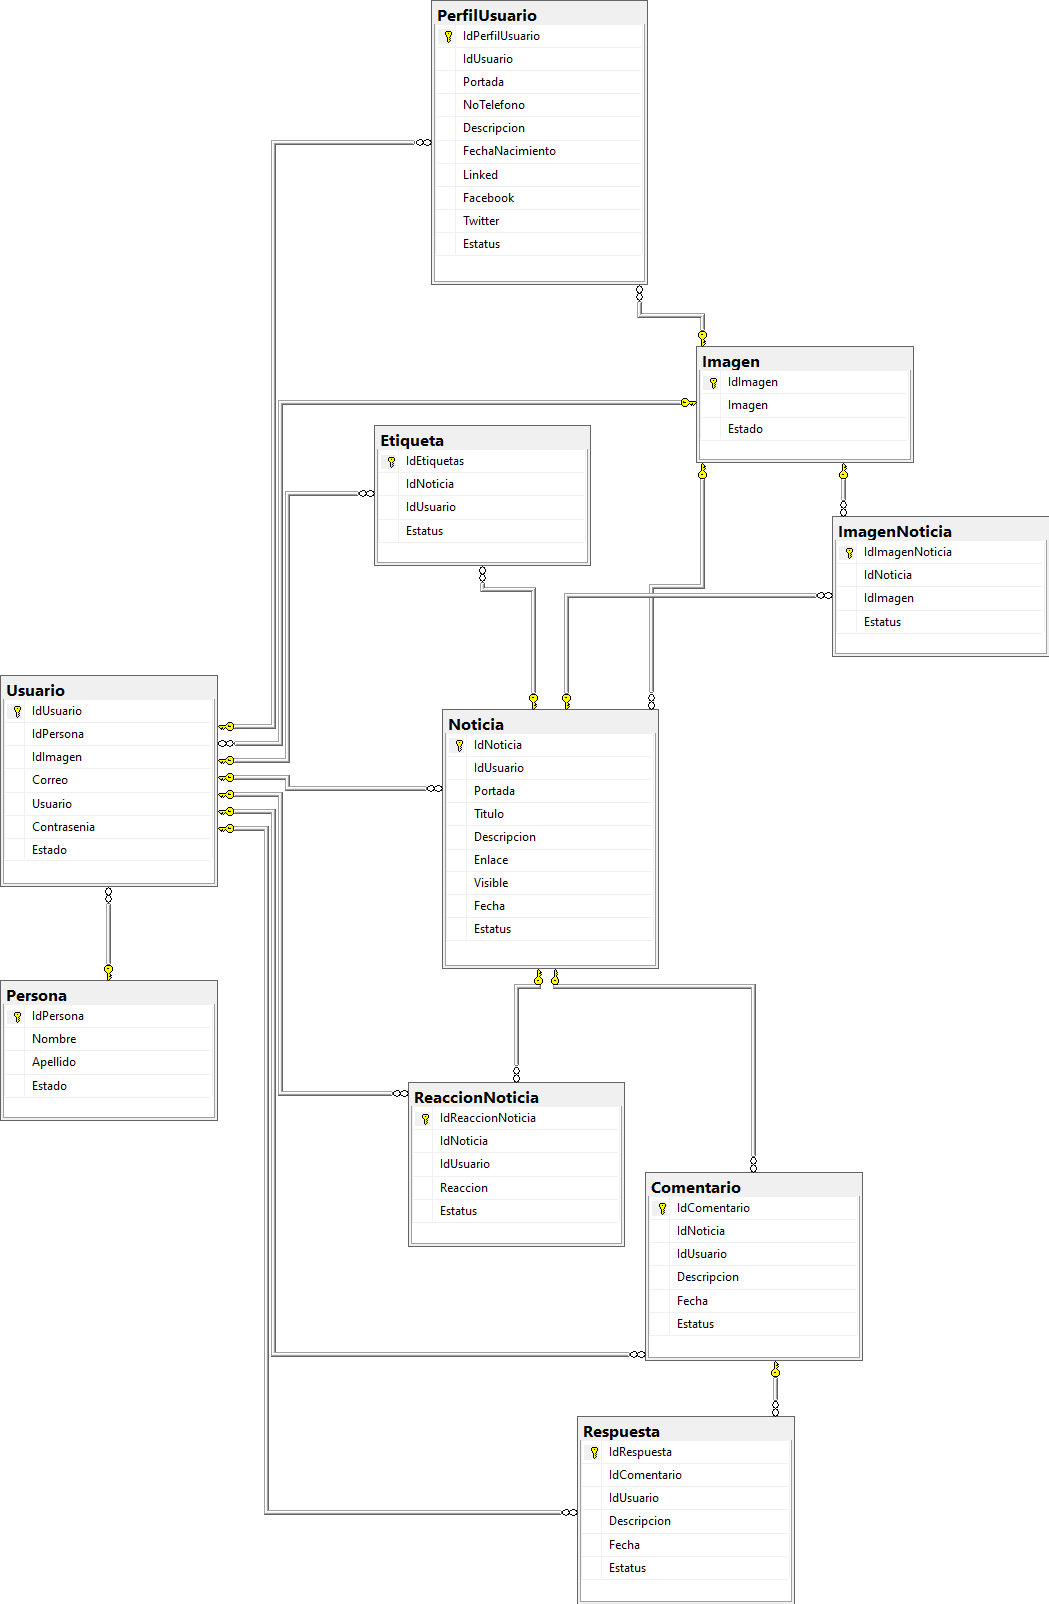 PerfilUsuario
IdPerfilUsuario
IdUsuario
Portada
NoTelefono
Descripcion
FechaNacimiento
Linked
Facebook
Twitter
Estatus
Imagen
IdImagen
Imagen
Estado
Etiqueta
IdEtiquetas
IdNoticia
IdUsuario
Estatus
ImagenNoticia
IdImagenNoticia
IdNoticia
IdImagen
Estatus
Usuario
IdUsuario
IdPersona
IdImagen
Correo
Usuario
Contrasenia
Estado
Noticia
IdNoticia
IdUsuario
Portada
Titulo
Descripcion
Enlace
Visible
Fecha
Estatus
Persona
IdPersona
Nombre
Apellido
Estado
ReaccionNoticia
IdReaccionNoticia
IdNoticia
IdUsuario
Reaccion
Estatus
Comentario
IdComentario
IdNoticia
IdUsuario
Descripcion
Fecha
Estatus
Respuesta
IdRespuesta
IdComentario
IdUsuario
Descripcion
Fecha
Estatus